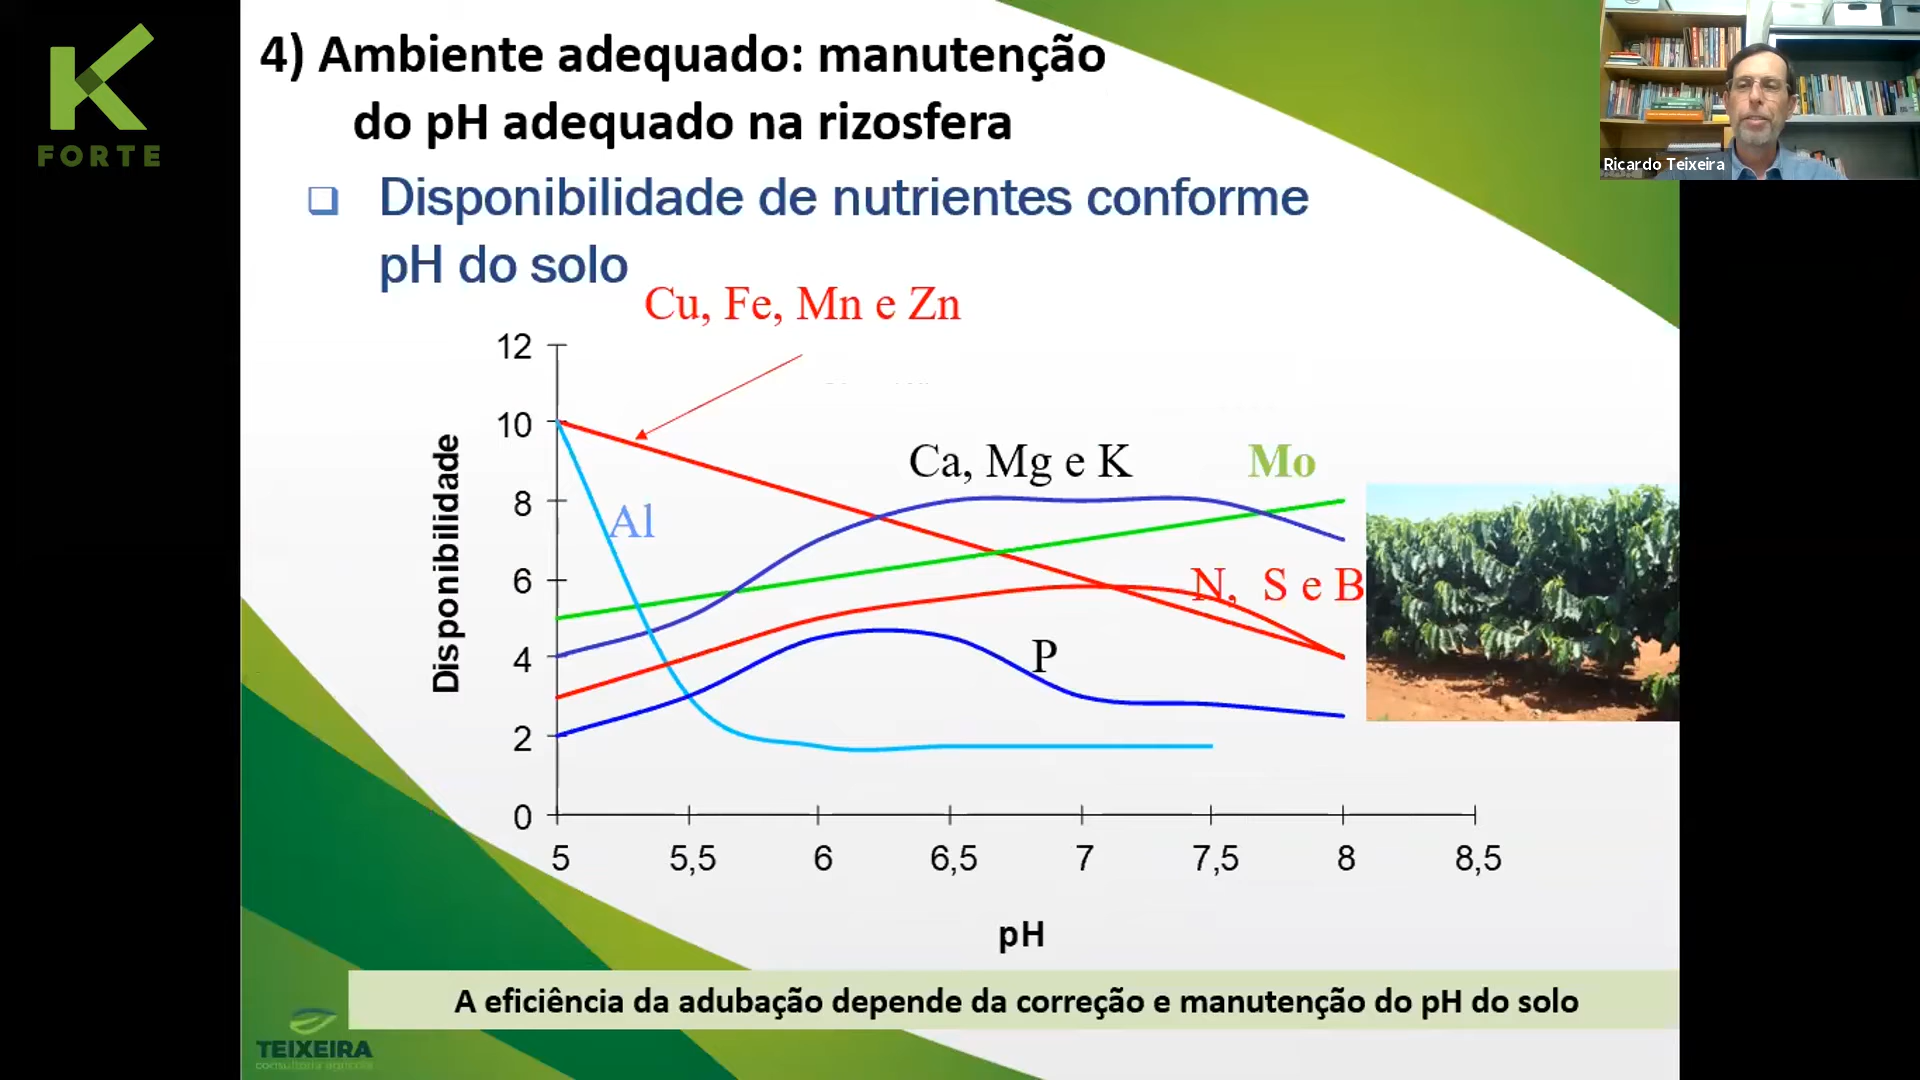 K
FORTE
4) Ambiente adequado: manutenção
do pH adequado na rizosfera
Disponibilidade de nutrientes conforme
pH do solo
Ricardo Teixeira
Cu, Fe, Mn e Zn
Ca, Mg e K
Mo
Al
N, S e B
P
Disponibilidade
12
10
8
6
4
2
0
5
5,5
6
6,5
7
7,5
8
8,5
pH
A eficiência da adubação depende da correção e manutenção do pH do solo
TEIXEIRA
consultoria agrícola